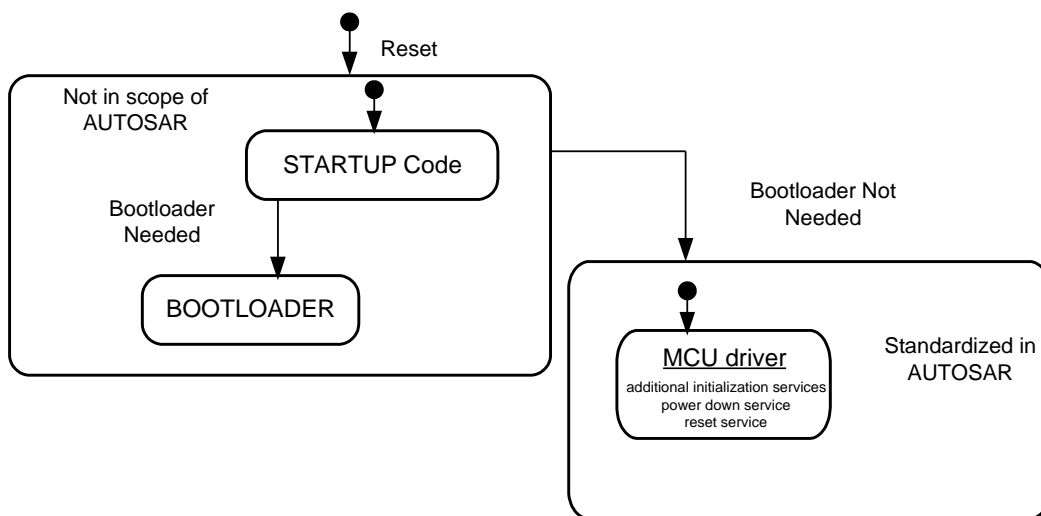 Reset
Not in scope of
AUTOSAR
STARTUP Code
Bootloader
Needed
BOOTLOADER
Bootloader Not
Needed
MCU driver
additional initialization services
power down service
reset service
Standardized in
AUTOSAR